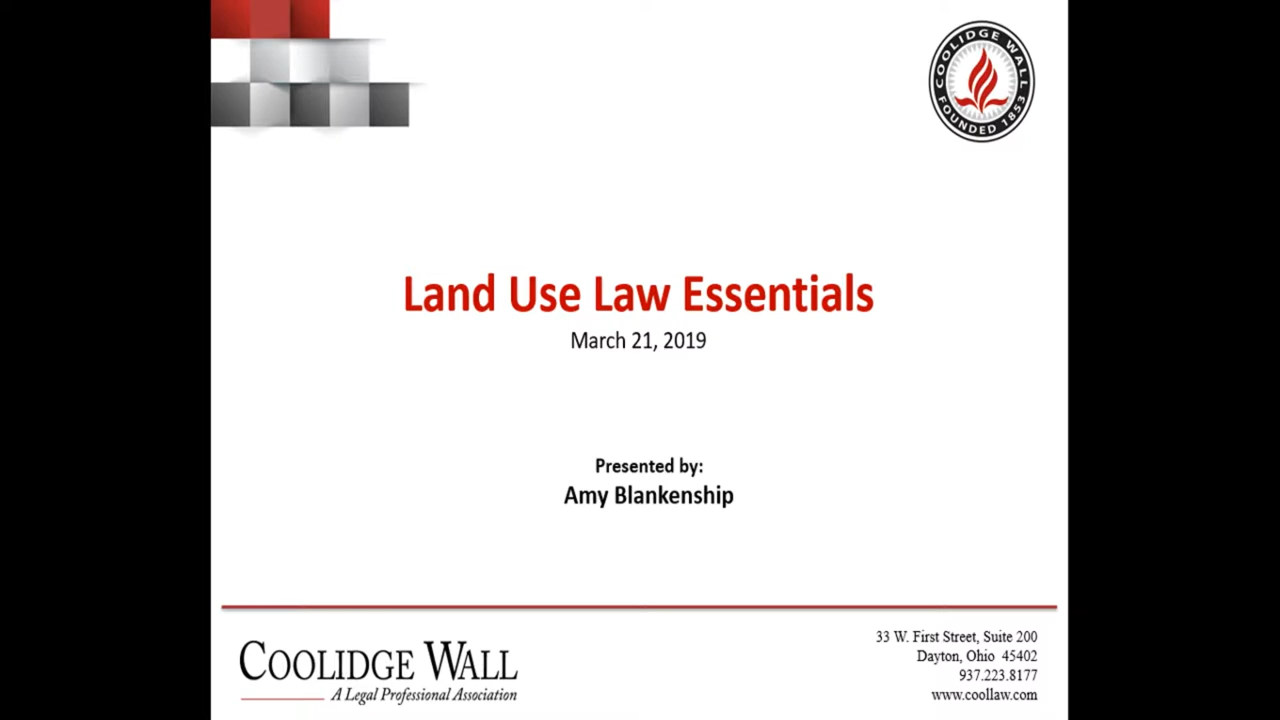 COOLIDGE WALL
FOUNDED 1853
Land Use Law Essentials
March 21, 2019
Presented by:
Amy Blankenship
COOLIDGE WALL
A Legal Professional Association
33 W. First Street, Suite 200
Dayton, Ohio 45402
937.223.8177
www.coollaw.com